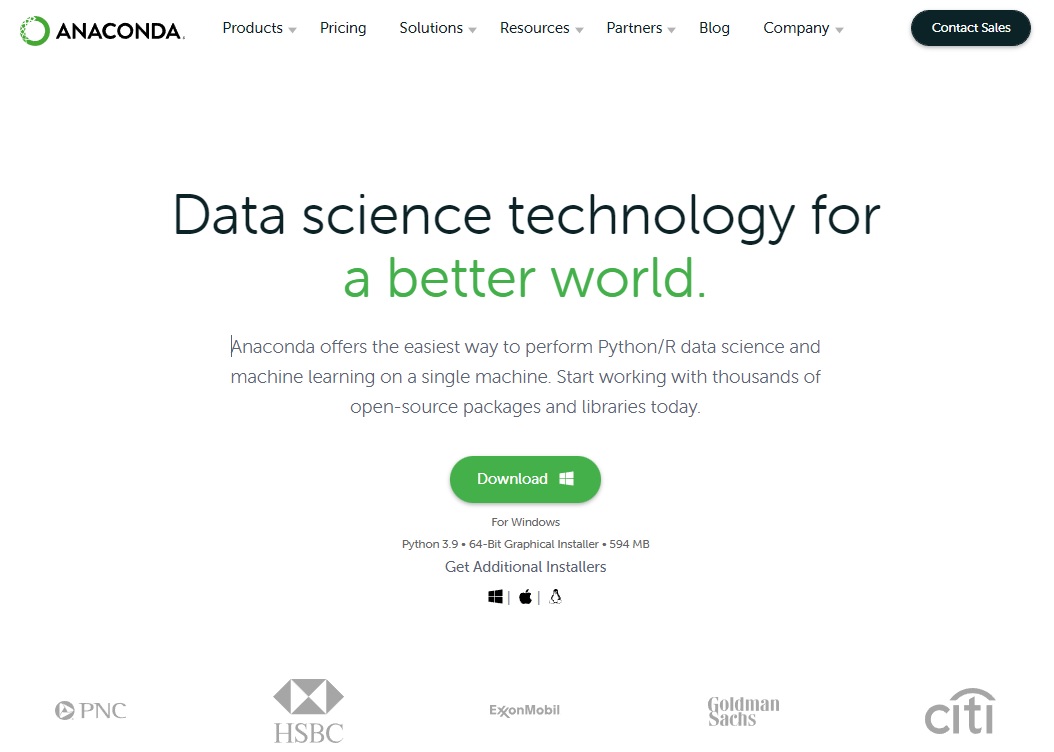 ANACONDA.
Products Pricing Solutions Resources Partners Blog Company Contact Sales
Data science technology for
a better world.
Anaconda offers the easiest way to perform Python/R data science and
machine learning on a single machine. Start working with thousands of
open-source packages and libraries today.
Download
For Windows
Python 3.9 • 64-Bit Graphical Installer • 594 MB
Get Additional Installers
| |
PNC HSBC ExxonMobil Goldman Sachs citi